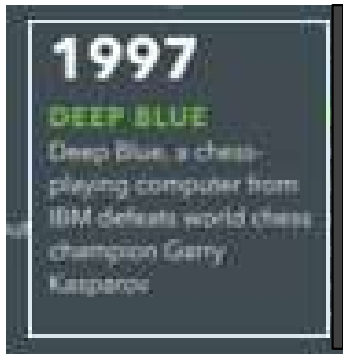 1997
DEEP BLUE
Deep Blue, a chess-
playing computer from
IBM defeats world chess
champion Garry
Kasparov